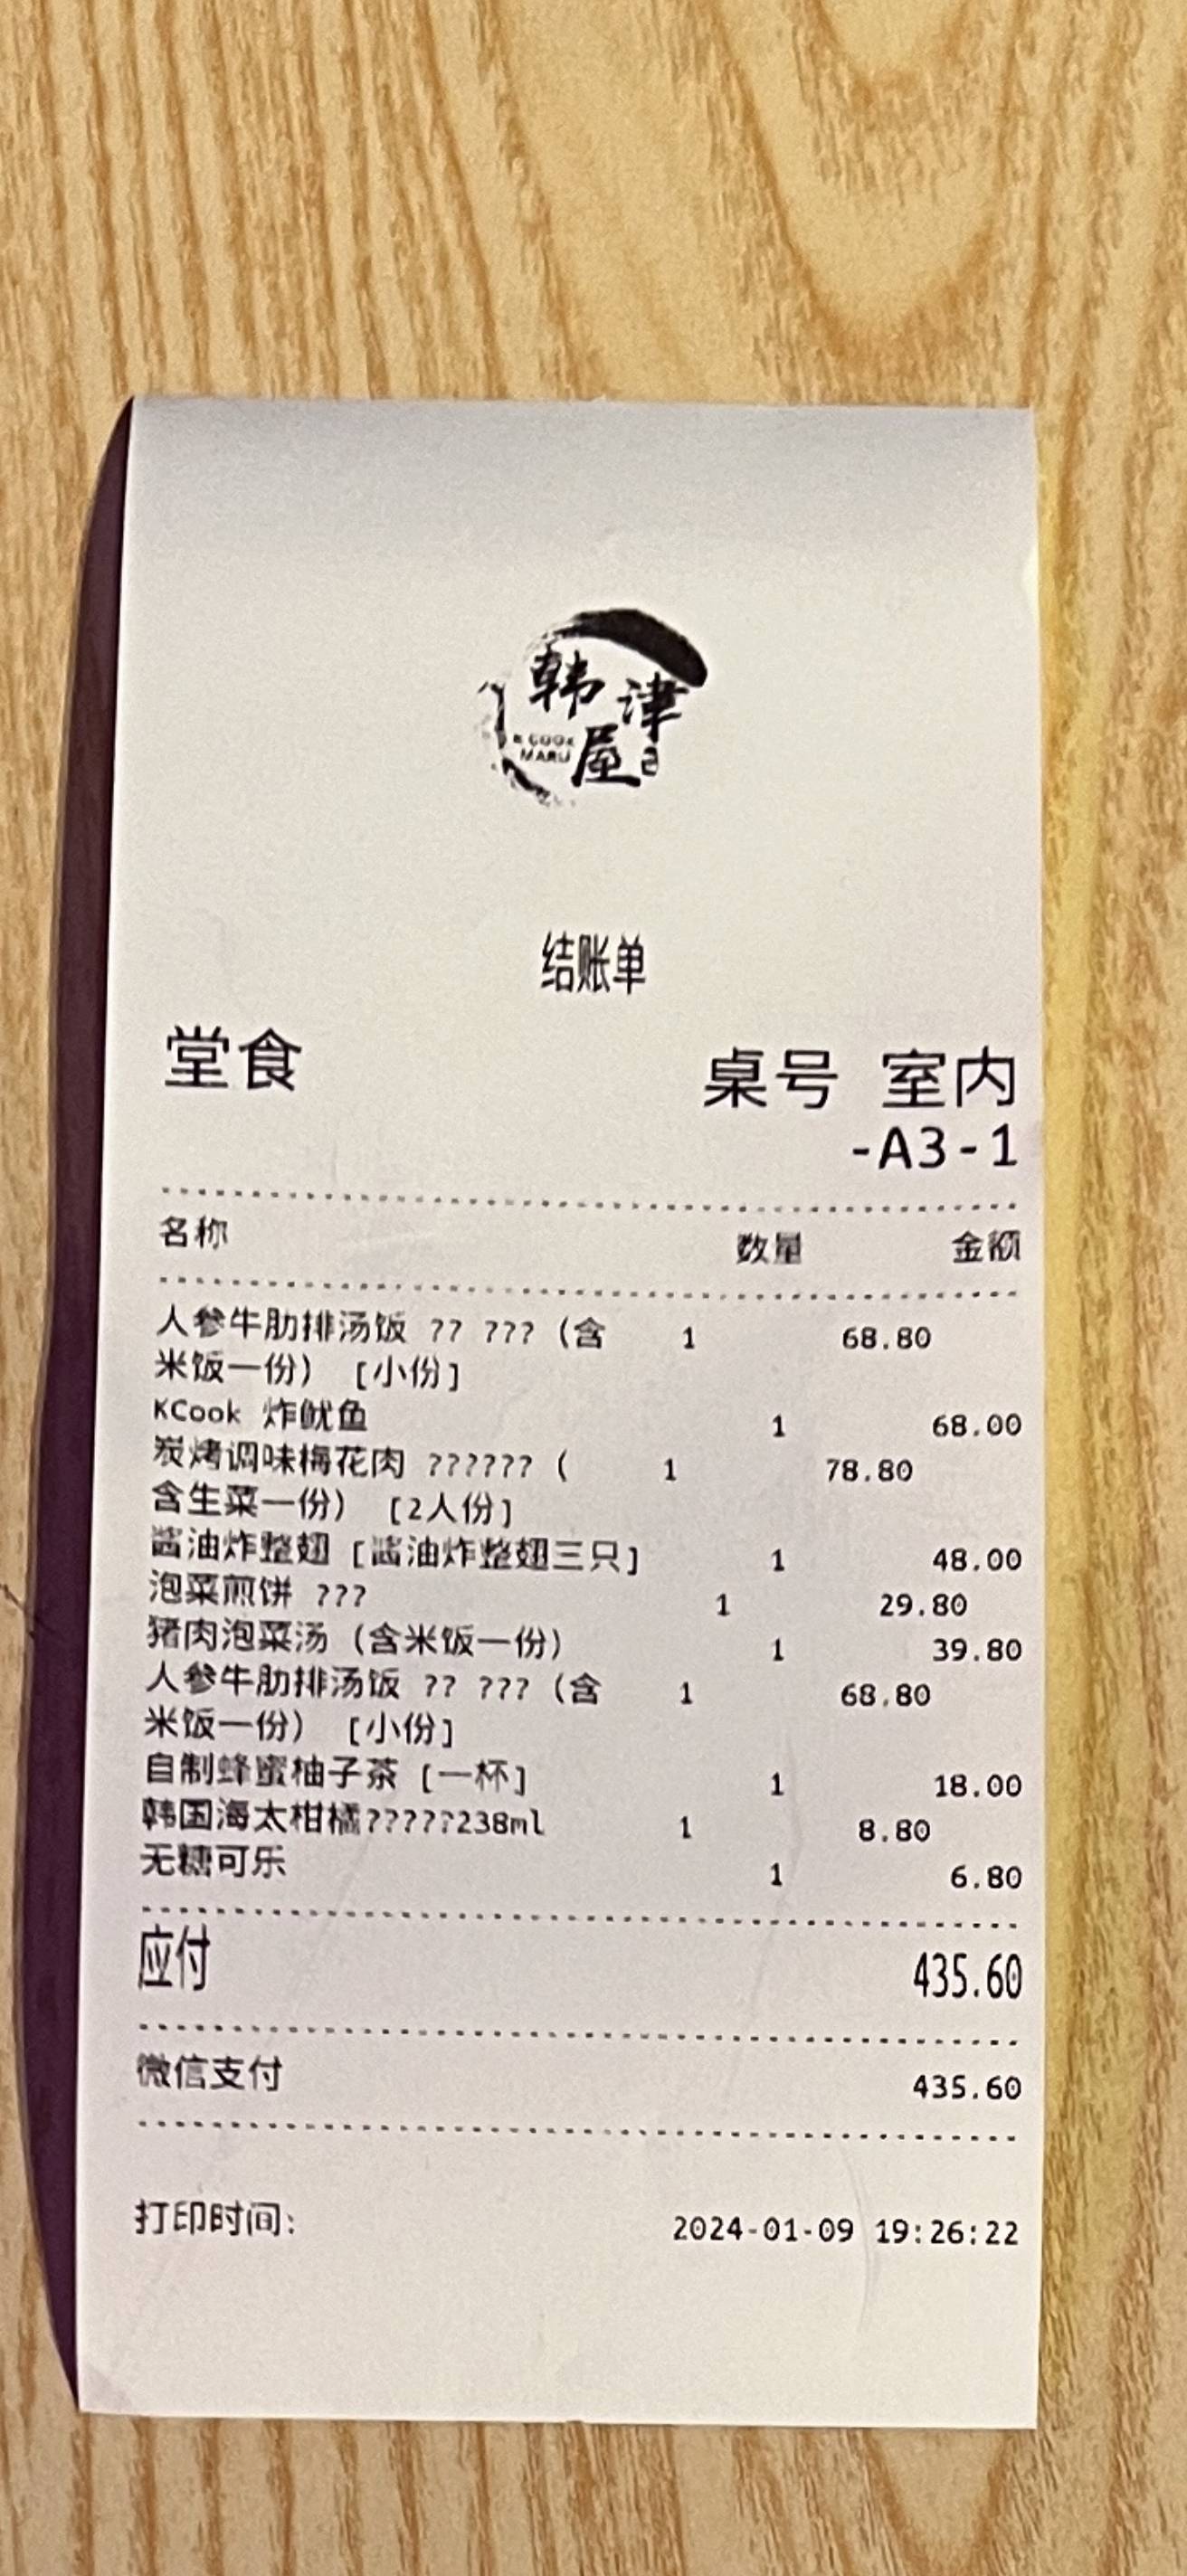 韩津
屋
K COOK
MARU
结账单
堂食 桌号 室内
-A3-1
名称 数量 金额
人参牛肋排汤饭 ?? ???（含 1 68.80
米饭一份） [小份]
KCook 炸鱿鱼 1 68.00
炭烤调味梅花肉 ??????（ 1 78.80
含生菜一份） [2人份]
酱油炸整翅 [酱油炸整翅三只] 1 48.00
泡菜煎饼 ??? 1 29.80
猪肉泡菜汤（含米饭一份） 1 39.80
人参牛肋排汤饭 ?? ???（含 1 68.80
米饭一份） [小份]
自制蜂蜜柚子茶 [一杯] 1 18.00
韩国海太柑橘?????238ml 1 8.80
无糖可乐 1 6.80
应付 435.60
微信支付 435.60
打印时间: 2024-01-09 19:26:22